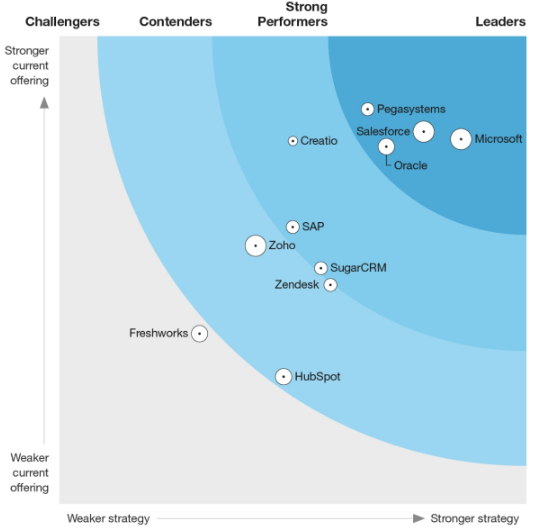 Challengers
Contenders
Strong
Performers
Leaders
Stronger
current
offering
Pegasystems
Salesforce
Microsoft
Creatio
Oracle
SAP
Zoho
SugarCRM
Zendesk
Freshworks
HubSpot
Weaker
current
offering
Weaker strategy
Stronger strategy